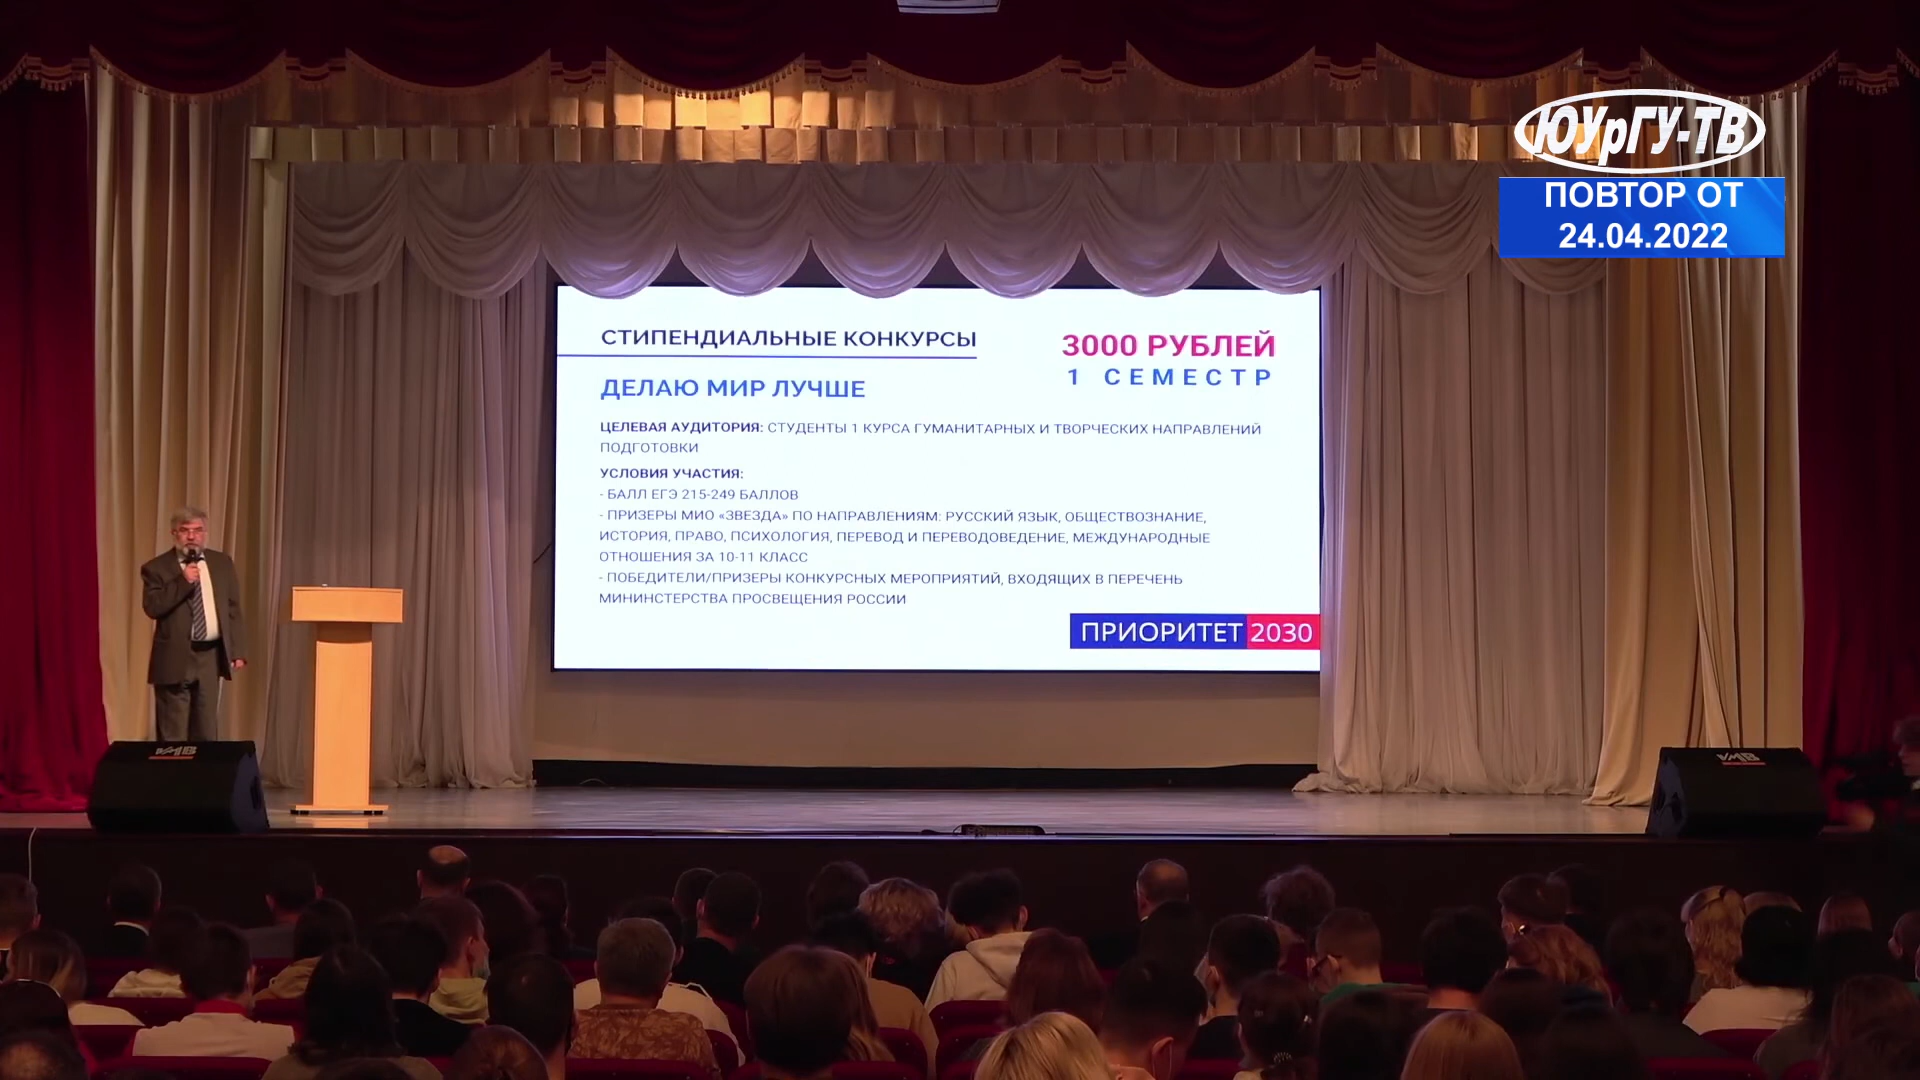 ЮУрГУ-ТВ
ПОВТОР ОТ
24.04.2022
СТИПЕНДИАЛЬНЫЕ КОНКУРСЫ
3000 РУБЛЕЙ
1 СЕМЕСТР
ДЕЛАЮ МИР ЛУЧШЕ
ЦЕЛЕВАЯ АУДИТОРИЯ: СТУДЕНТЫ 1 КУРСА ГУМАНИТАРНЫХ И ТВОРЧЕСКИХ НАПРАВЛЕНИЙ
ПОДГОТОВКИ
УСЛОВИЯ УЧАСТИЯ:
- БАЛЛ ЕГЭ 215-249 БАЛЛОВ
- ПРИЗЕРЫ МИО «ЗВЕЗДА» ПО НАПРАВЛЕНИЯМ: РУССКИЙ ЯЗЫК, ОБЩЕСТВОЗНАНИЕ,
ИСТОРИЯ, ПРАВО, ПСИХОЛОГИЯ, ПЕРЕВОД И ПЕРЕВОДОВЕДЕНИЕ, МЕЖДУНАРОДНЫЕ
ОТНОШЕНИЯ ЗА 10-11 КЛАСС
- ПОБЕДИТЕЛИ/ПРИЗЕРЫ КОНКУРСНЫХ МЕРОПРИЯТИЙ, ВХОДЯЩИХ В ПЕРЕЧЕНЬ
МИНИНСТЕРСТВА ПРОСВЕЩЕНИЯ РОССИИ
ПРИОРИТЕТ 2030